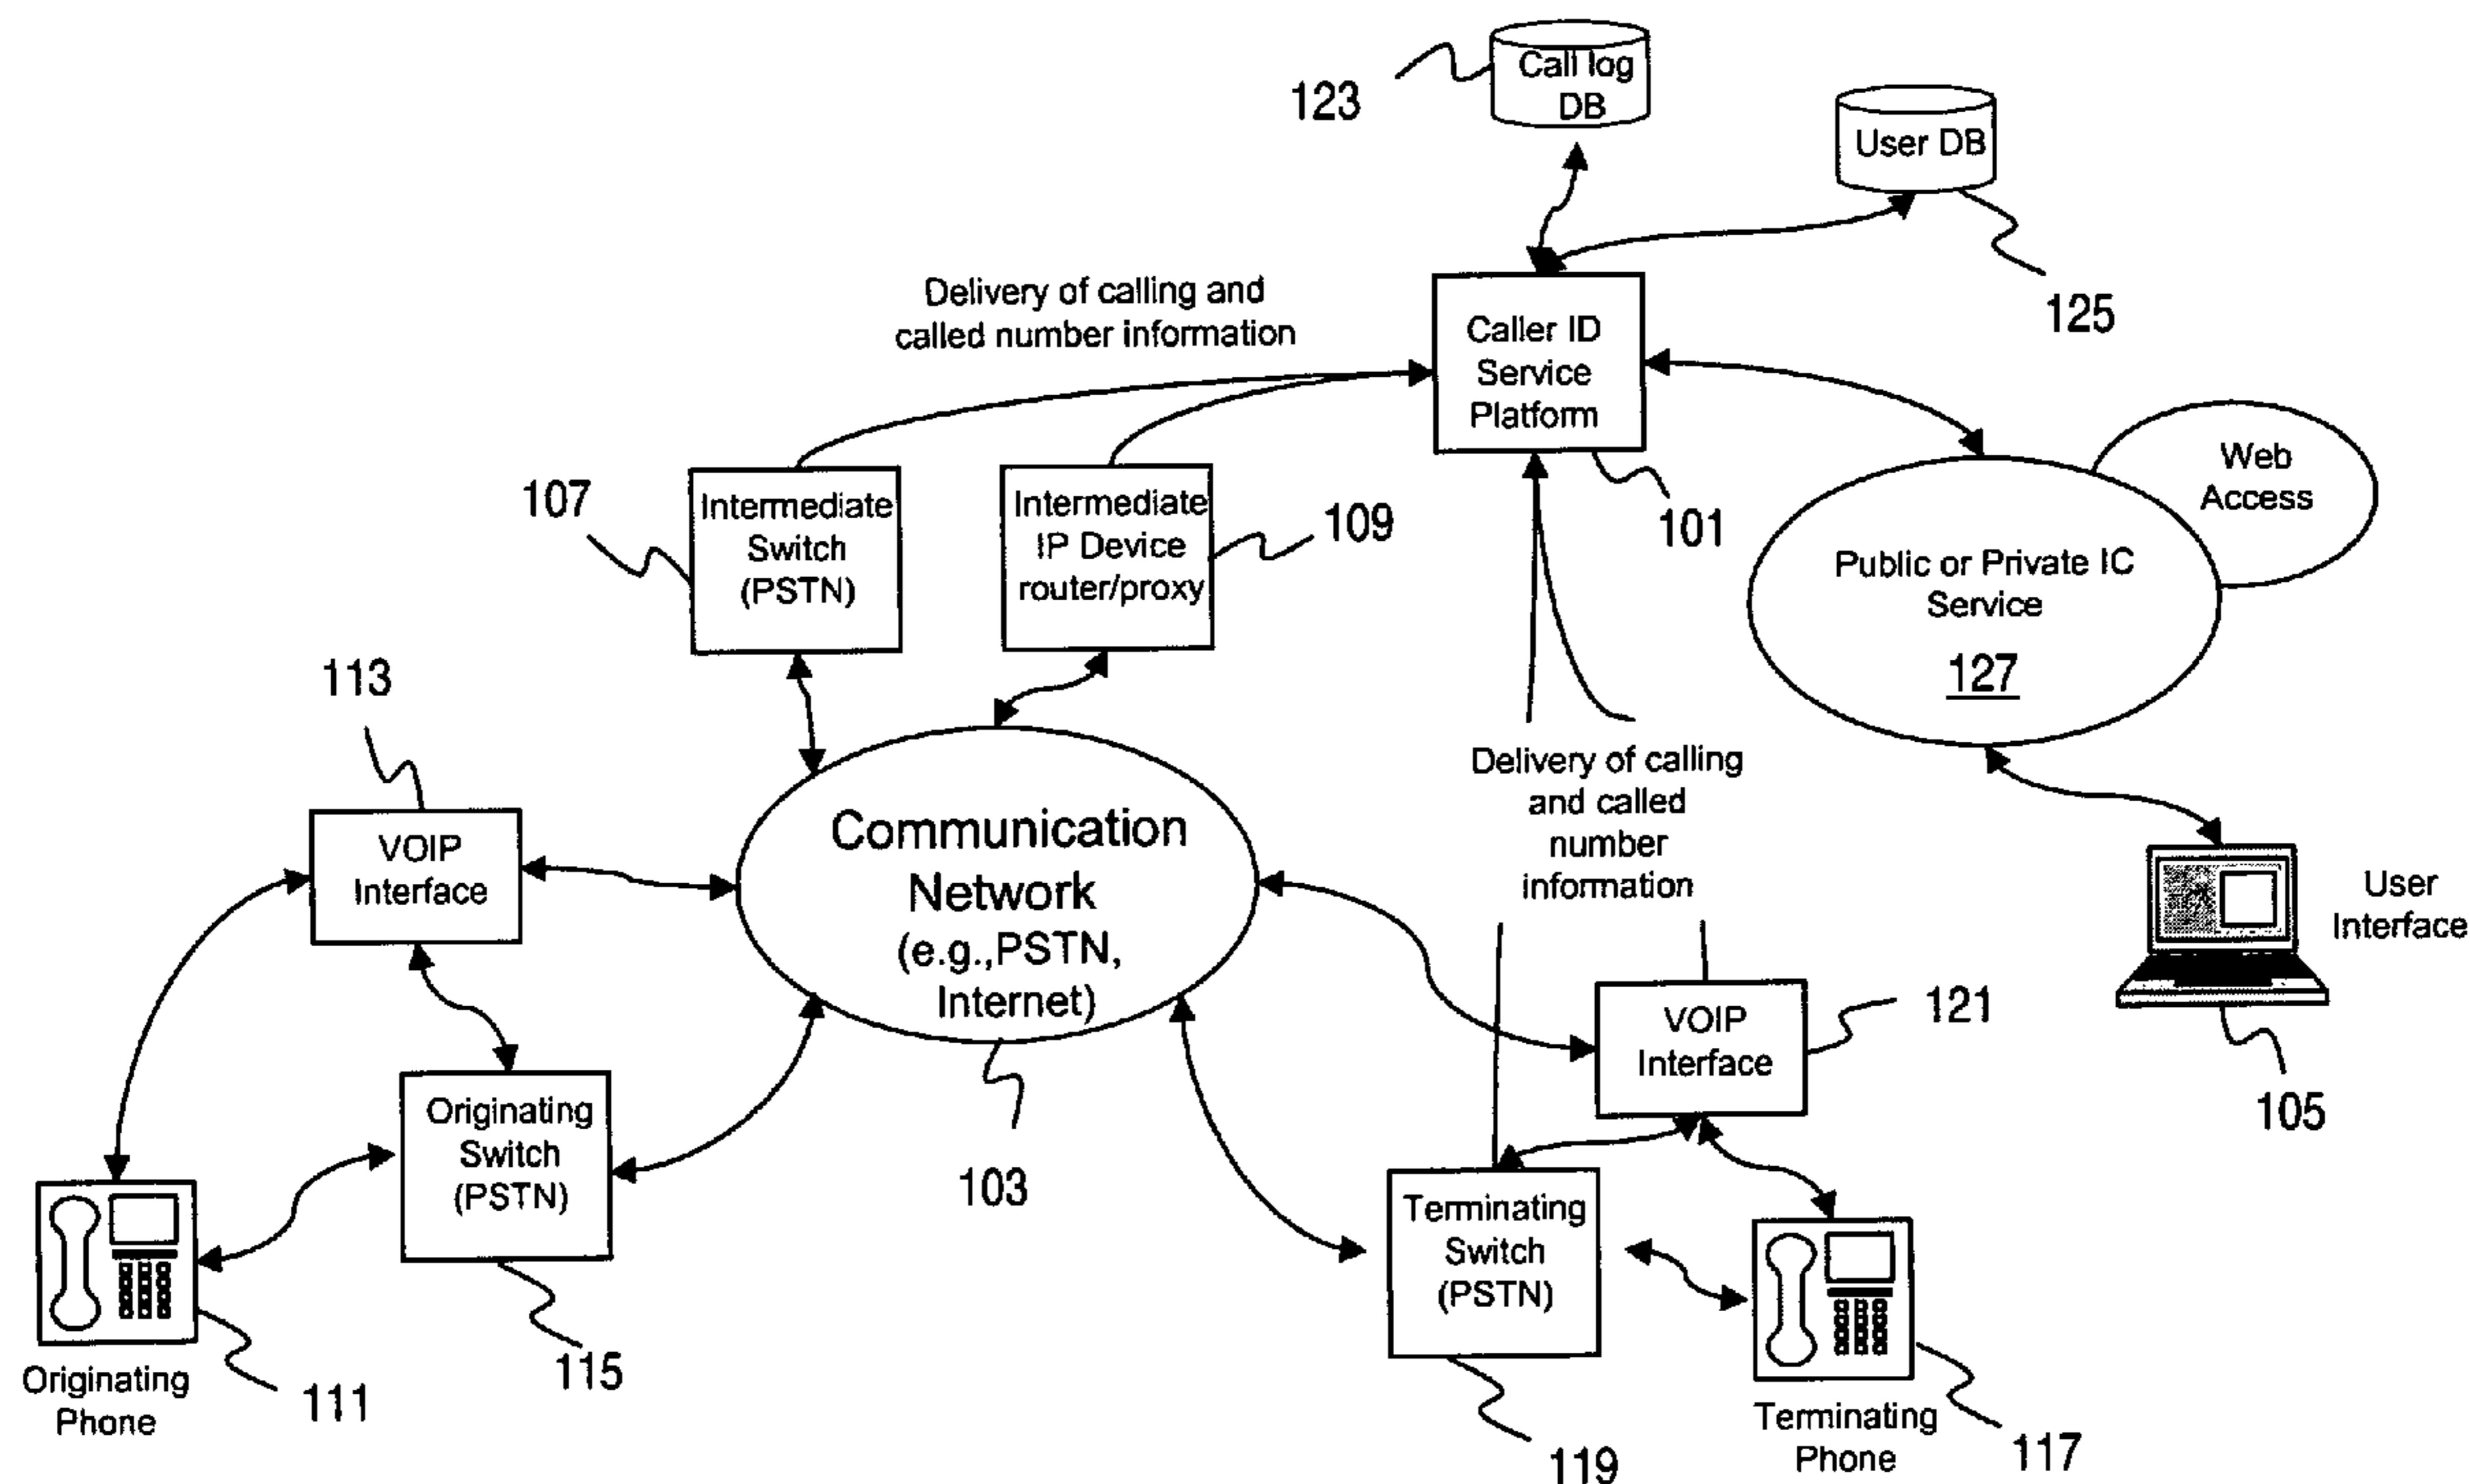 123
Call log
DB
User DB
125
Delivery of calling and
called number information
Caller ID
Service
Platform
101
Web
Access
Public or Private IC
Service
127
107
Intermediate
Switch
(PSTN)
Intermediate
IP Device
router/proxy
109
113
VOIP
Interface
Communication
Network
(e.g.,PSTN,
Internet)
103
Delivery of calling
and called
number
information
User
Interface
105
VOIP
Interface
121
Originating
Switch
(PSTN)
115
Originating
Phone
111
Terminating
Switch
(PSTN)
119
Terminating
Phone
117